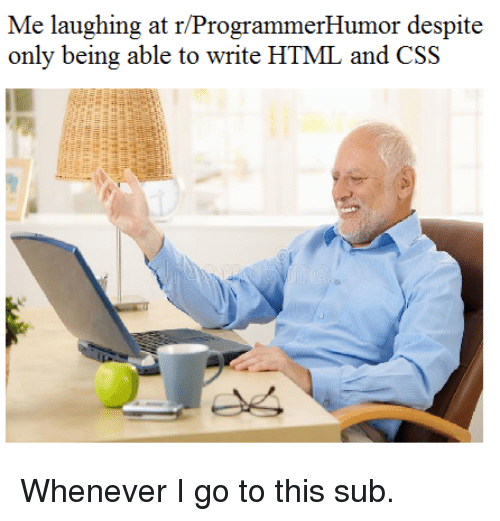 Me laughing at r/ProgrammerHumor despite
only being able to write HTML and CSS
Whenever I go to this sub.